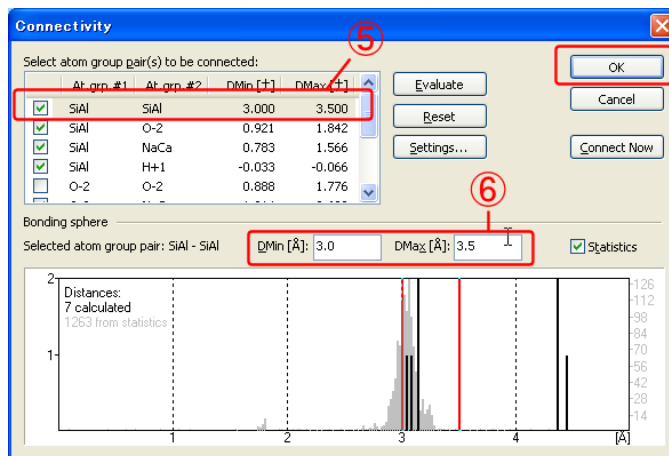 Connectivity
⑤
Select atom group pair(s) to be connected:
At.grp.#1 At.grp.#2 DMin [±] DMax [±]
SiAl SiAl 3.000 3.500
SiAl O-2 0.921 1.842
SiAl NaCa 0.783 1.566
SiAl H+1 -0.033 -0.066
O-2 O-2 0.888 1.776
Evaluate
Reset
Settings...
OK
Cancel
Connect Now
⑥
Bonding sphere
Selected atom group pair: SiAl - SiAl DMin [Å]: 3.0 DMax [Å]: 3.5 Statistics
Distances:
7 calculated
1263 from statistics
2
1
126
112
98
84
70
56
42
28
14
1 2 3 4 [Å]